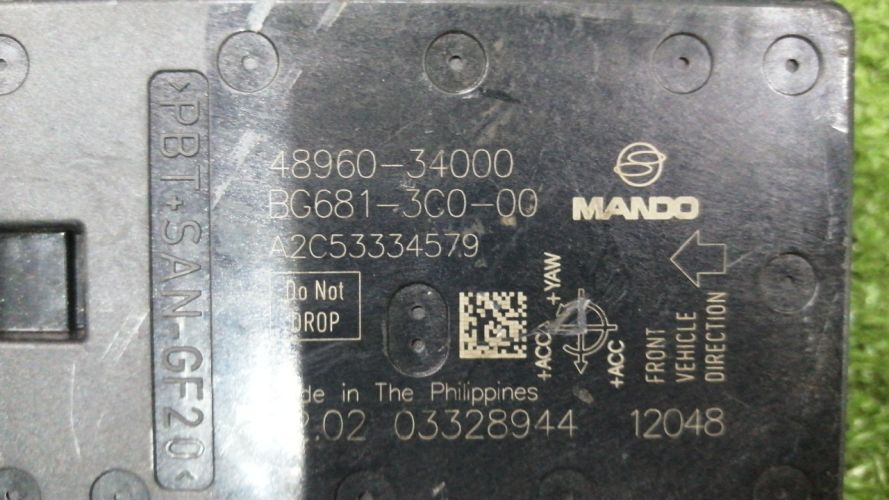 >PBT+SAN-GF20<
48960-34000
BG681-3C0-00
A2C53334579
MANDO
Do Not
DROP
+YAW
+ACC
+ACC
FRONT
VEHICLE
DIRECTION
in The Philippines
03328944 12048